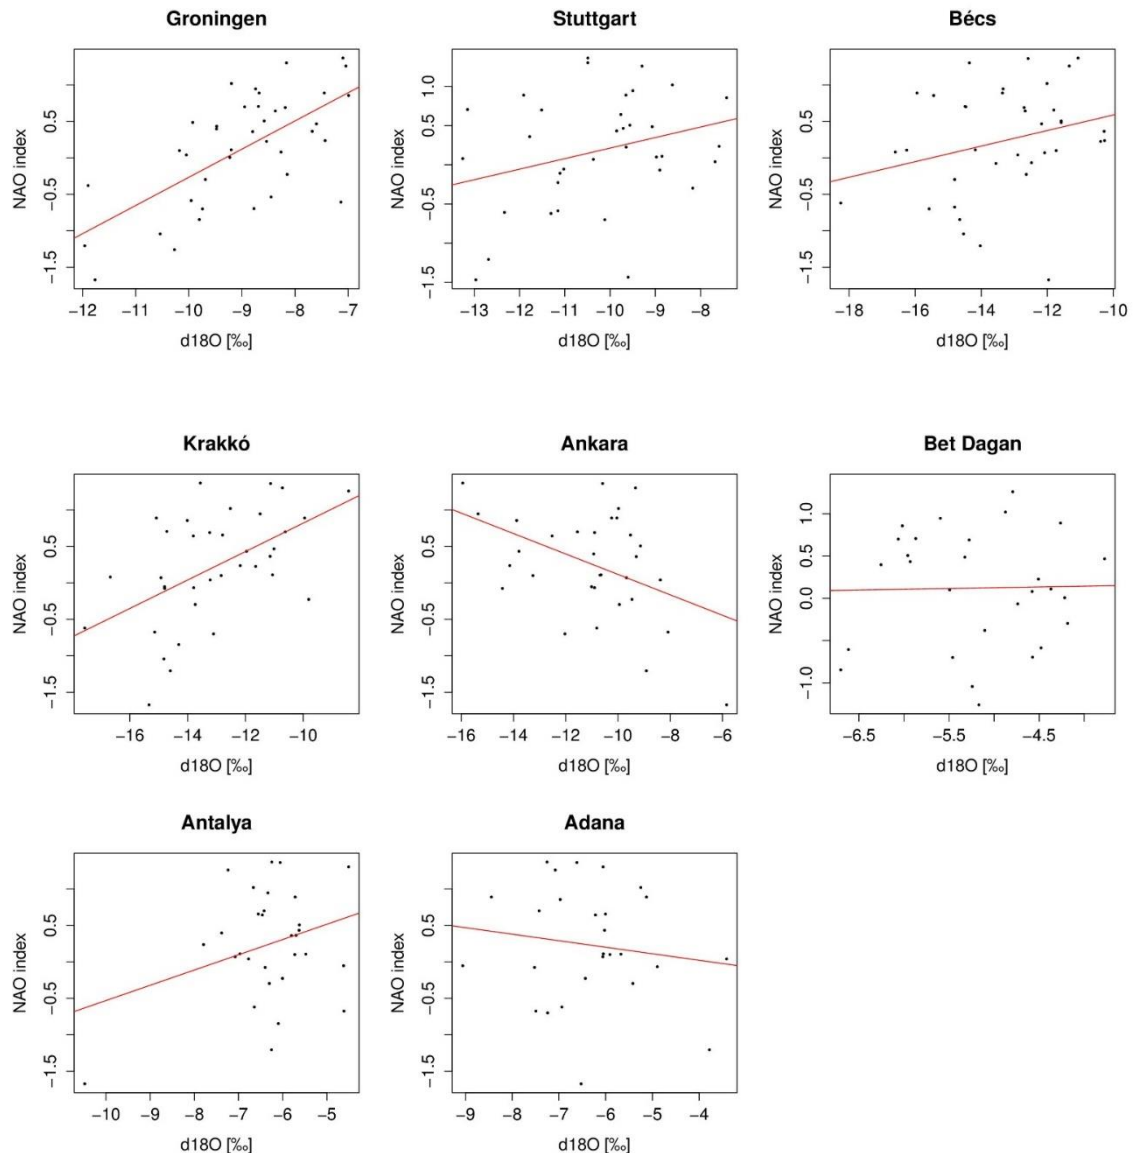 Groningen
NAO index
0.5
−0.5
−1.5
−12 −11 −10 −9 −8 −7
d18O [‰]
Stuttgart
NAO index
1.0
0.5
−0.5
−1.5
−13 −12 −11 −10 −9 −8
d18O [‰]
Bécs
NAO index
0.5
−0.5
−1.5
−18 −16 −14 −12 −10
d18O [‰]
Krakkó
NAO index
0.5
−0.5
−1.5
−16 −14 −12 −10
d18O [‰]
Ankara
NAO index
0.5
−0.5
−1.5
−16 −14 −12 −10 −8 −6
d18O [‰]
Bet Dagan
NAO index
1.0
0.0
−1.0
−6.5 −5.5 −4.5
d18O [‰]
Antalya
NAO index
0.5
−0.5
−1.5
−10 −9 −8 −7 −6 −5
d18O [‰]
Adana
NAO index
0.5
−0.5
−1.5
−9 −8 −7 −6 −5 −4
d18O [‰]